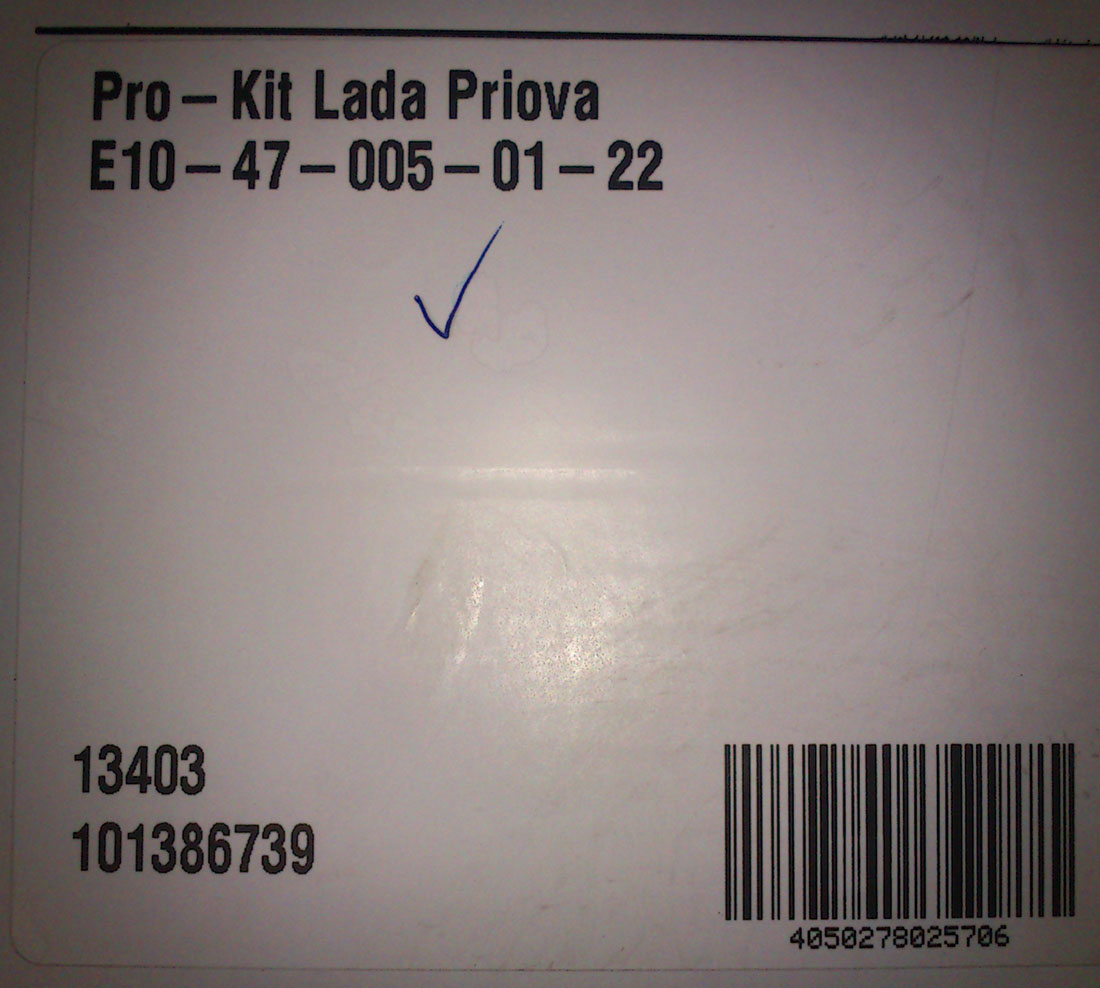 Pro – Kit Lada Priova
E10 – 47 – 005 – 01 – 22
13403
101386739
4050278025706